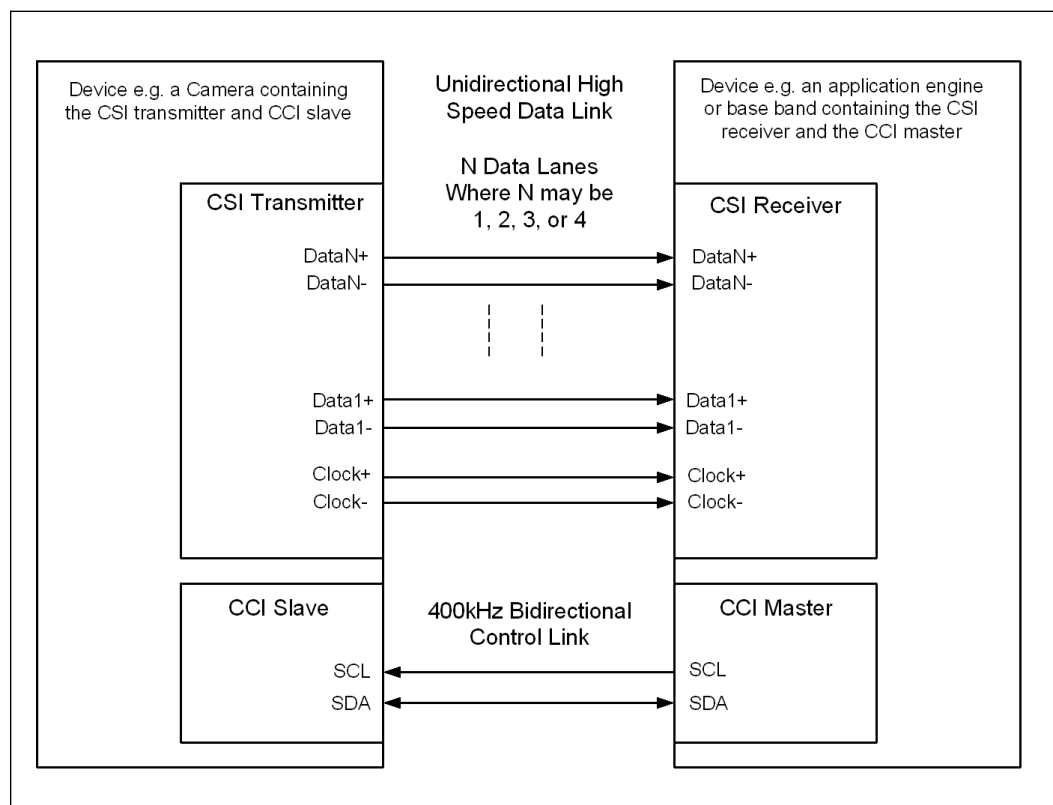 Device e.g. a Camera containing
the CSI transmitter and CCI slave
Unidirectional High
Speed Data Link
N Data Lanes
Where N may be
1, 2, 3, or 4
Device e.g. an application engine
or base band containing the CSI
receiver and the CCI master
CSI Transmitter
DataN+
DataN-
Data1+
Data1-
Clock+
Clock-
CSI Receiver
DataN+
DataN-
Data1+
Data1-
Clock+
Clock-
CCI Slave
SCL
SDA
400kHz Bidirectional
Control Link
CCI Master
SCL
SDA